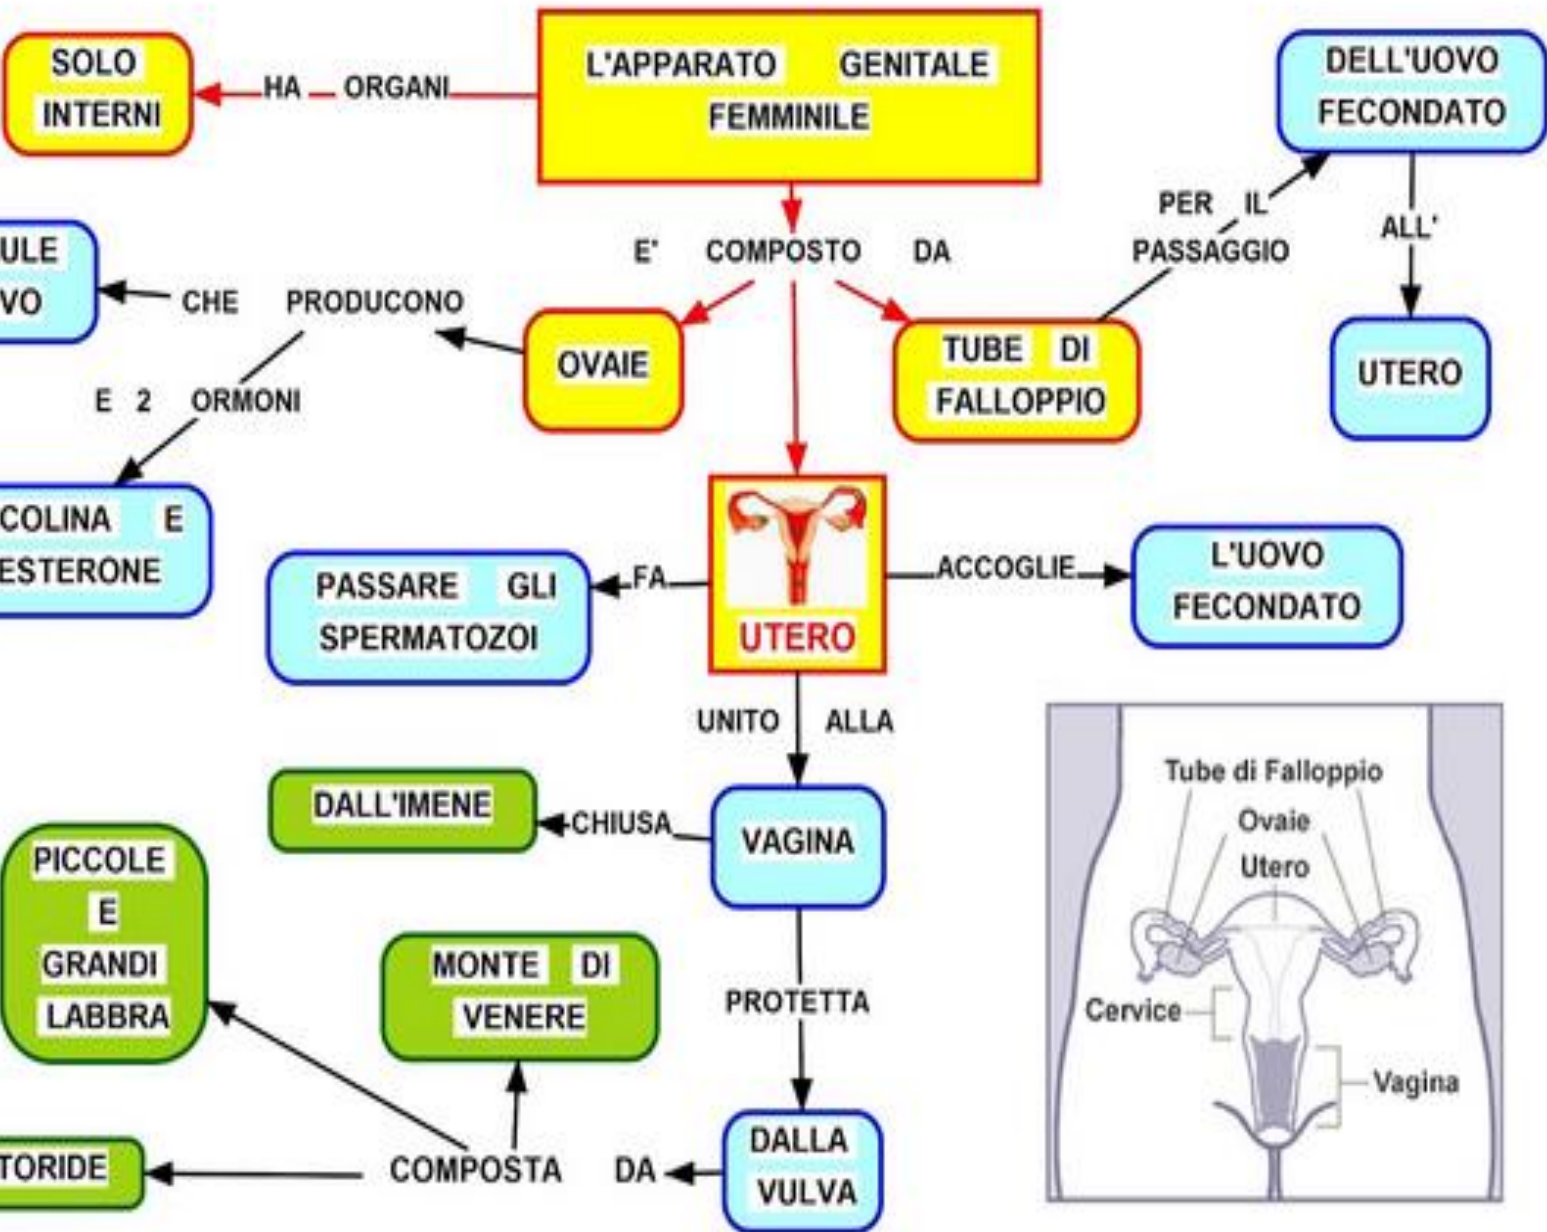 L'APPARATO GENITALE
FEMMINILE
HA ORGANI
SOLO
INTERNI
E' COMPOSTO DA
OVAIE
CHE PRODUCONO
ULE
VO
E 2 ORMONI
COLINA E
ESTERONE
TUBE DI
FALLOPPIO
PER IL
PASSAGGIO
DELL'UOVO
FECONDATO
ALL'
UTERO
UTERO
FA
PASSARE GLI
SPERMATOZOI
ACCOGLIE
L'UOVO
FECONDATO
UNITO ALLA
VAGINA
CHIUSA
DALL'IMENE
PROTETTA
DALLA
VULVA
COMPOSTA DA
MONTE DI
VENERE
PICCOLE
E
GRANDI
LABBRA
TORIDE
Tube di Falloppio
Ovaie
Utero
Cervice
Vagina